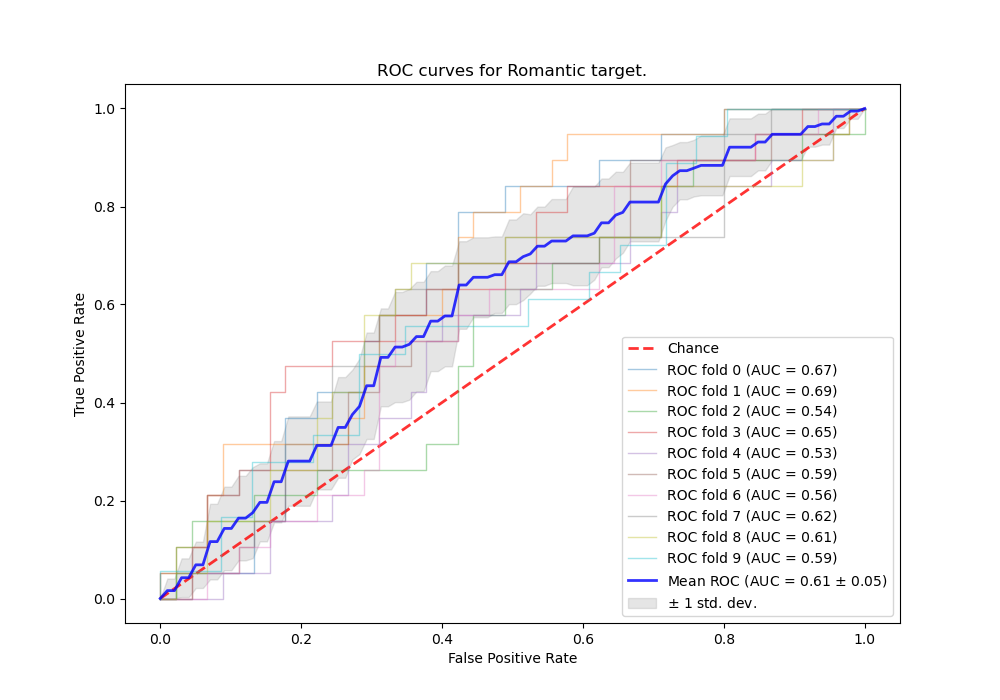 ROC curves for Romantic target.
True Positive Rate
1.0
0.8
0.6
0.4
0.2
0.0
0.0 0.2 0.4 0.6 0.8 1.0
False Positive Rate
Chance
ROC fold 0 (AUC = 0.67)
ROC fold 1 (AUC = 0.69)
ROC fold 2 (AUC = 0.54)
ROC fold 3 (AUC = 0.65)
ROC fold 4 (AUC = 0.53)
ROC fold 5 (AUC = 0.59)
ROC fold 6 (AUC = 0.56)
ROC fold 7 (AUC = 0.62)
ROC fold 8 (AUC = 0.61)
ROC fold 9 (AUC = 0.59)
Mean ROC (AUC = 0.61 ± 0.05)
± 1 std. dev.